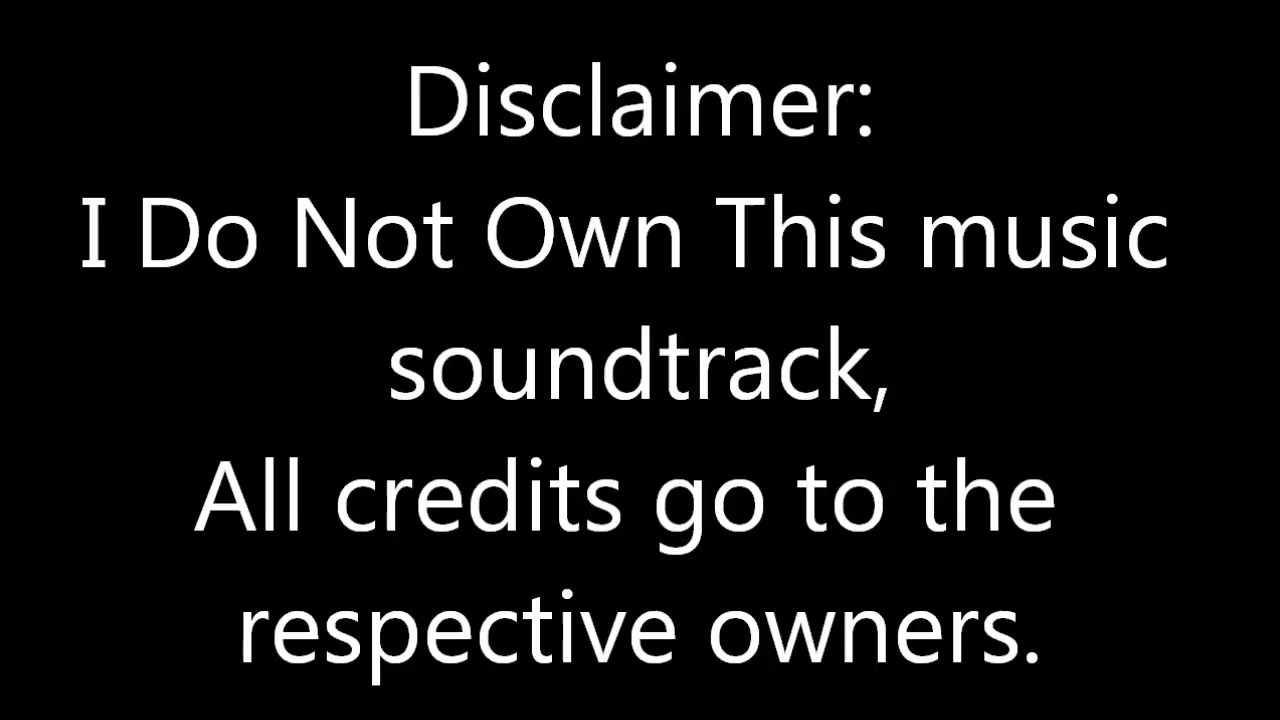 Disclaimer:
I Do Not Own This music
soundtrack,
All credits go to the
respective owners.